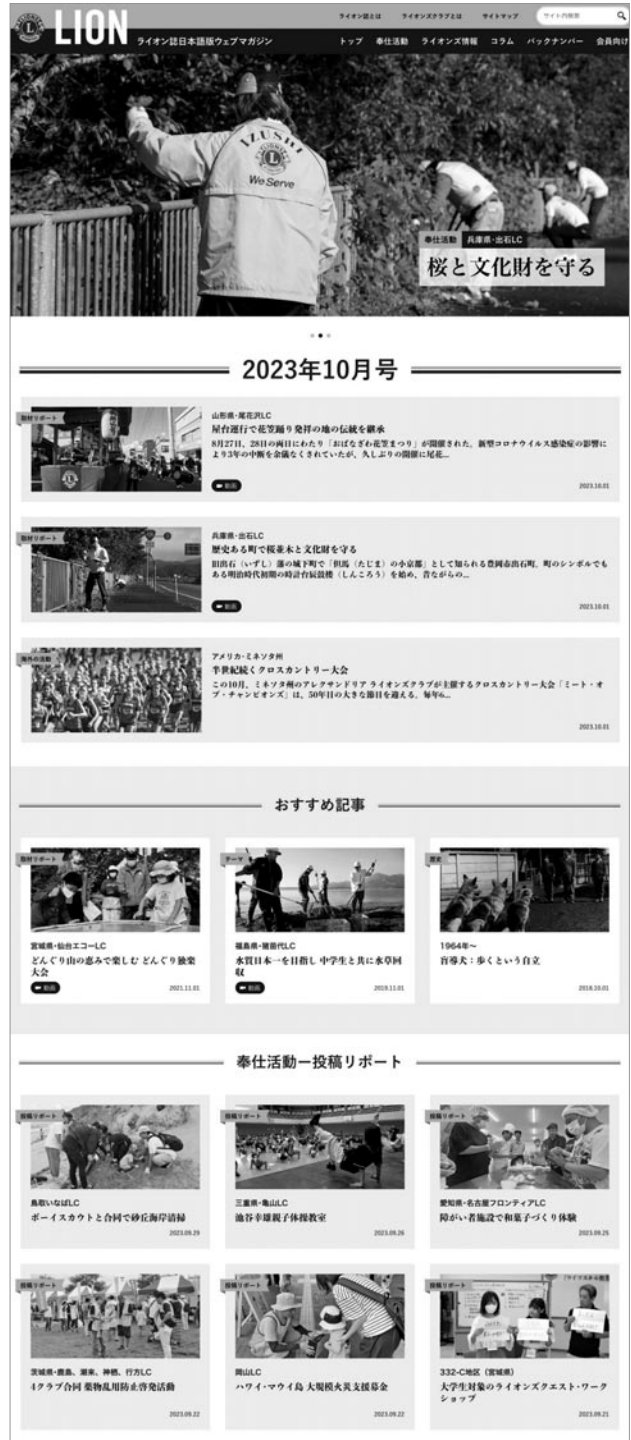 ライオン誌とは　ライオンズクラブとは　サイトマップ　サイト内検索
LION ライオン誌日本語版ウェブマガジン
トップ　奉仕活動　ライオンズ情報　コラム　バックナンバー　会員向け
IZUSHI
LIONS
L
We Serve
奉仕活動　兵庫県・出石LC
桜と文化財を守る
2023年10月号
取材リポート
山形県・尾花沢LC
屋台運行で花笠踊り発祥の地の伝統を継承
8月27日、28日の両日にわたり「おばなざわ花笠まつり」が開催された。新型コロナウイルス感染症の影響に
より3年の中断を余儀なくされていたが、久しぶりの開催に尾花...
動画
2023.10.01
取材リポート
兵庫県・出石LC
歴史ある町で桜並木と文化財を守る
旧出石（いずし）藩の城下町で「但馬（たじま）の小京都」として知られる豊岡市出石町。町のシンボルでも
ある明治時代初期の時計台辰鼓楼（しんころう）を始め、昔ながらの...
動画
2023.10.01
海外の活動
アメリカ・ミネソタ州
半世紀続くクロスカントリー大会
この10月、ミネソタ州のアレクサンドリア ライオンズクラブが主催するクロスカントリー大会「ミート・オ
ブ・チャンピオンズ」は、50年目の大きな節目を迎える。毎年6...
2023.10.01
おすすめ記事
取材リポート
宮城県・仙台エコーLC
どんぐり山の恵みで楽しむ どんぐり独楽
大会
動画
2021.11.01
テーマ
福島県・猪苗代LC
水質日本一を目指し 中学生と共に水草回
収
動画
2019.11.01
歴史
1964年～
盲導犬：歩くという自立
2018.10.01
奉仕活動ー投稿リポート
投稿リポート
鳥取いなばLC
ボーイスカウトと合同で砂丘海岸清掃
2023.09.29
投稿リポート
三重県・亀山LC
池谷幸雄親子体操教室
2023.09.26
投稿リポート
愛知県・名古屋フロンティアLC
障がい者施設で和菓子づくり体験
2023.09.25
投稿リポート
茨城県・鹿島、潮来、神栖、行方LC
4クラブ合同 薬物乱用防止啓発活動
2023.09.22
投稿リポート
岡山LC
ハワイ・マウイ島 大規模火災支援募金
2023.09.22
投稿リポート
332-C地区（宮城県）
大学生対象のライオンズクエスト・ワーク
ショップ
2023.09.21